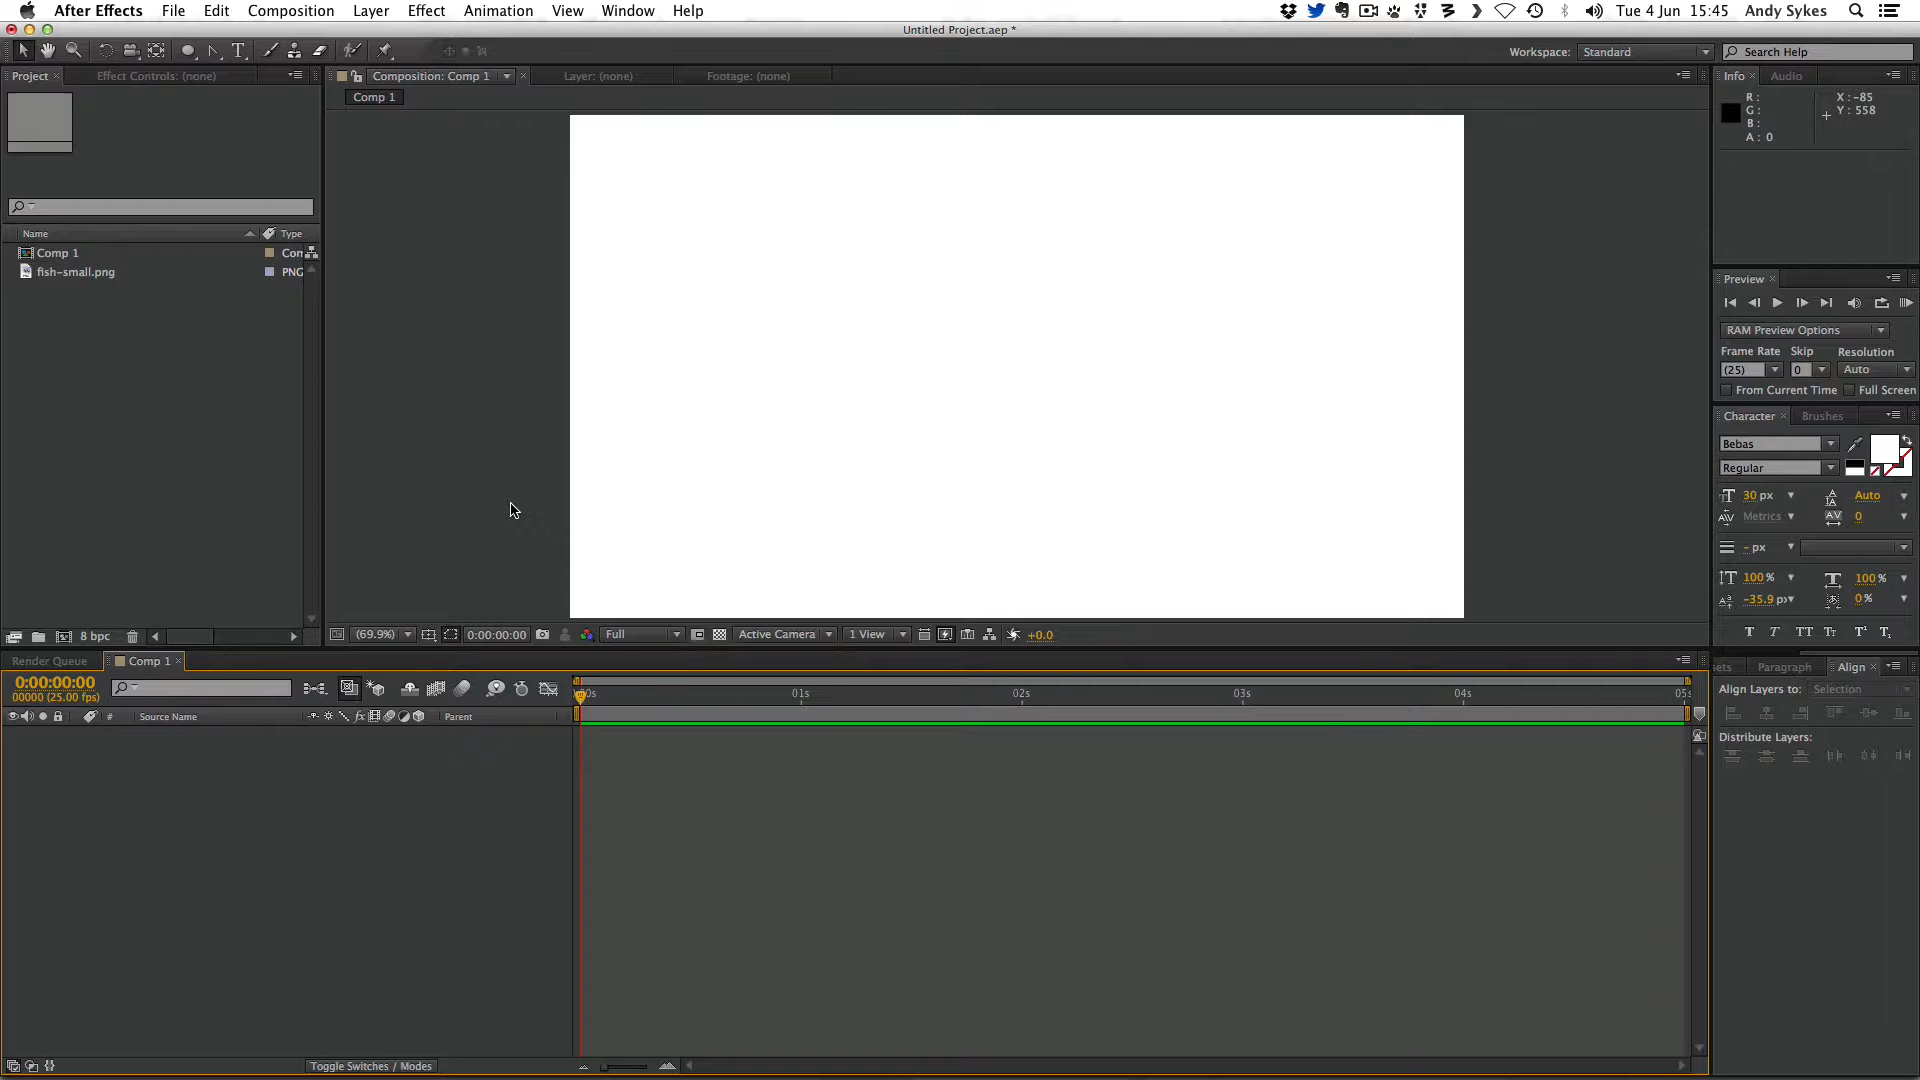 After Effects File Edit Composition Layer Effect Animation View Window Help Tue 4 Jun 15:45 Andy Sykes
Untitled Project.aep *
Workspace: Standard Search Help
Project Effect Controls: (none) Composition: Comp 1 Layer: (none) Footage: (none) Info Audio
Comp 1
R :
G :
B :
A : 0
X : -85
Y : 558
Name Type
Comp 1 Con
fish-small.png PNG
Preview
RAM Preview Options
Frame Rate Skip Resolution
(25) 0 Auto
From Current Time Full Screen
Character Brushes
Bebas
Regular
30 px Auto
Metrics 0
- px
100 % 100 %
-35.9 px 0 %
T T TT Tr T¹ T,
8 bpc (69.9%) 0:00:00:00 Full Active Camera 1 View +0.0
Render Queue Comp 1 sets Paragraph Align
0:00:00:00
00000 (25.00 fps)
00s 01s 02s 03s 04s 05s
Align Layers to: Selection
# Source Name Parent
Distribute Layers:
Toggle Switches / Modes